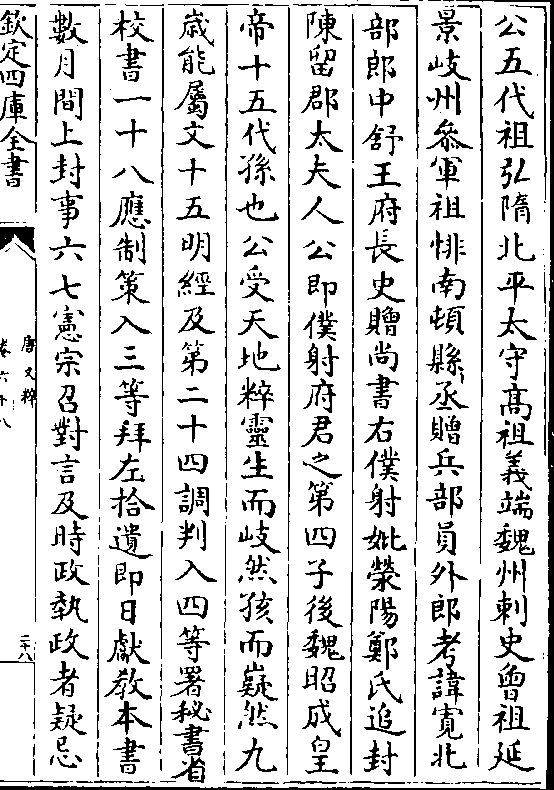 公五代祖弘隋北平太守高祖義端魏州刺史曾祖延
景岐州叅軍祖悱南頓縣丞贈兵部員外郎考諱寛北
部郎中舒王府長史贈尚書右僕射妣滎陽鄭氏追封
陳留郡太夫人公即僕射府君之第四子後魏昭成皇
帝十五代孫也公受天地粹靈生而岐然孩而嶷然九
歲能屬文十五明經及第二十四調判入四等署秘書省
校書一十八應制策入三等拜左拾遺即日獻教本書
數月間上封事六七憲宗召對言及時政執政者疑忌
欽定四庫全書
唐文粹
卷六十八
二十八